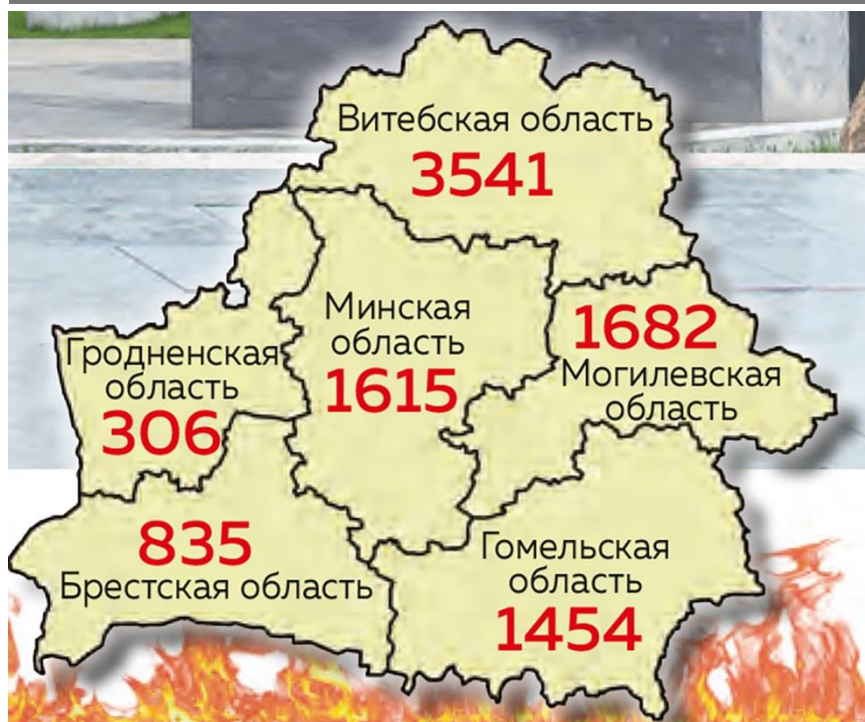 Витебская область
3541
Минская
область
1615
1682
Могилевская
область
Гродненская
область
306
835
Брестская область
Гомельская
область
1454